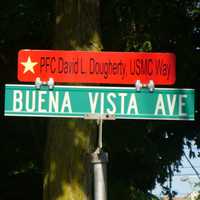 PFC David L. Dougherty, USMC Way
BUENA VISTA AVE